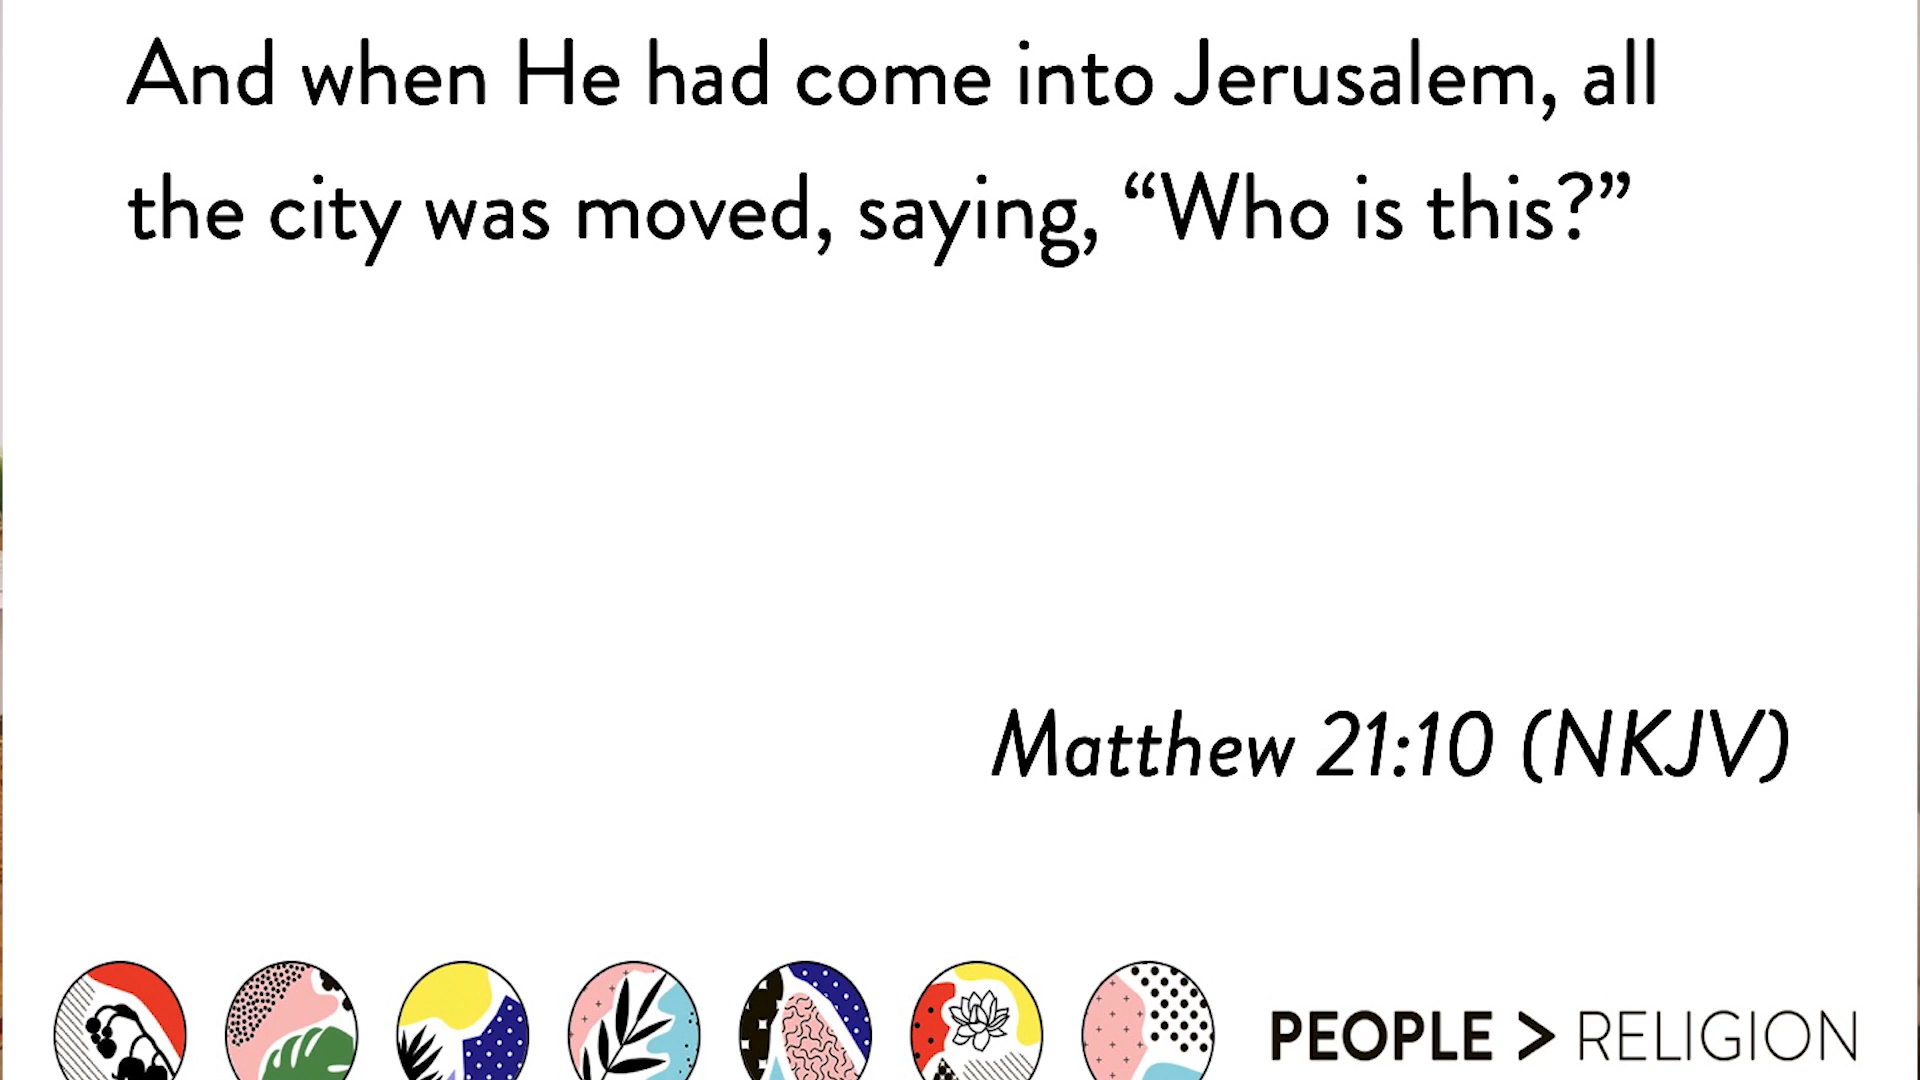 And when He had come into Jerusalem, all
the city was moved, saying, “Who is this?”
Matthew 21:10 (NKJV)
PEOPLE > RELIGION